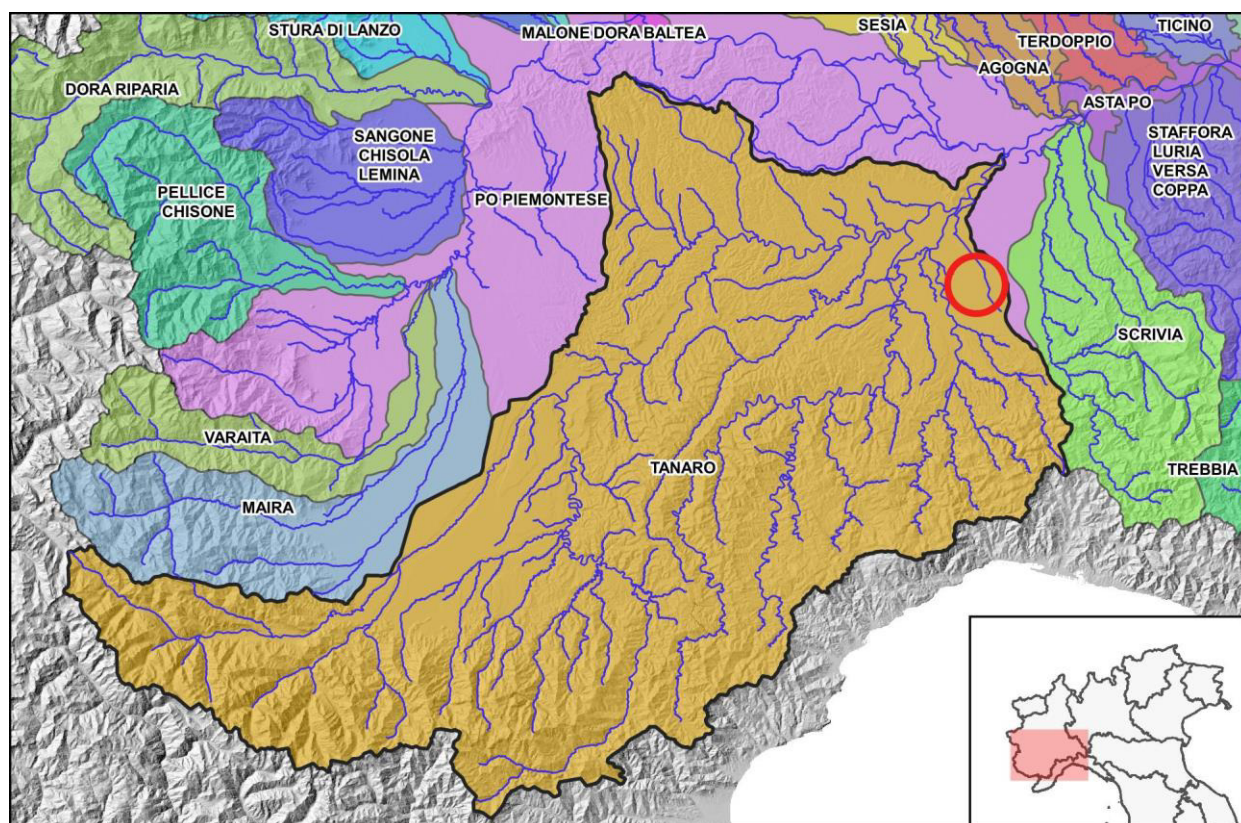 STURA DI LANZO
MALONE DORA BALTEA
SESIA
TERDOPPIO
TICINO
AGOGNA
DORA RIPARIA
ASTA PO
SANGONE
CHISOLA
LEMINA
STAFFORA
LURIA
VERSA
COPPA
PELLICE
CHISONE
PO PIEMONTESE
SCRIVIA
VARAITA
TANARO
TREBBIA
MAIRA